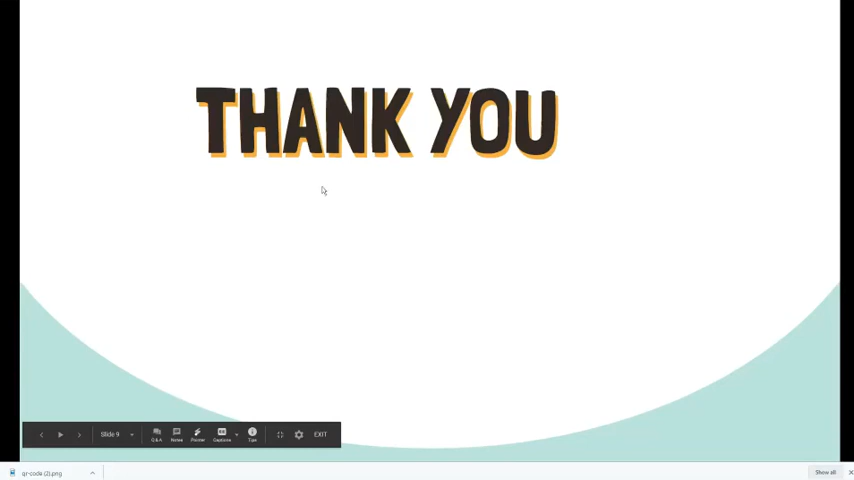 THANK YOU
Slide 9
Q&A
Notes
Pointer
Captions
Tips
EXIT
qr-code (2).png
Show all